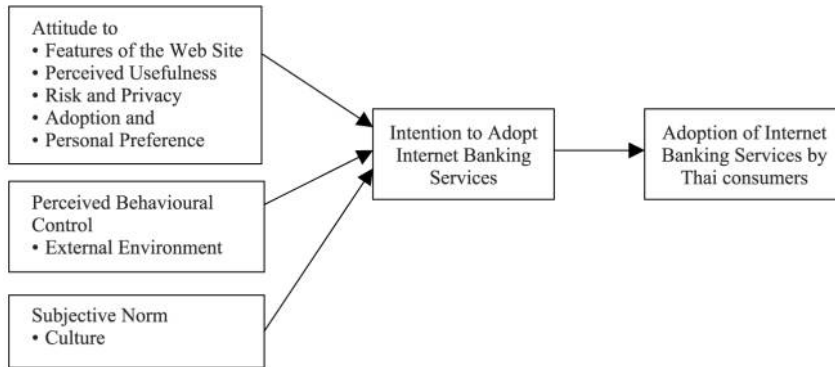 Attitude to
• Features of the Web Site
• Perceived Usefulness
• Risk and Privacy
• Adoption and
• Personal Preference
Perceived Behavioural
Control
• External Environment
Subjective Norm
• Culture
Intention to Adopt
Internet Banking
Services
Adoption of Internet
Banking Services by
Thai consumers